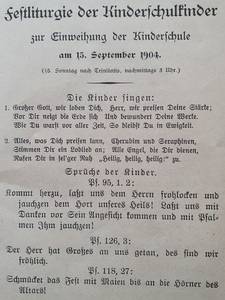 Festliturgie der Kinderschulkinder
zur Einweihung der Kinderschule
am 15. September 1904.
(15. Sonntag nach Trinitatis, nachmittags 3 Uhr.)
Die Kinder singen:
1. Großer Gott, wir loben Dich, Herr, wir preisen Deine Stärke;
Vor Dir neigt die Erde sich Und bewundert Deine Werke.
Wie Du warst vor aller Zeit, So bleibst Du in Ewigkeit.
2. Alles, was Dich preisen kann, Cherubim und Seraphinen,
Stimmen Dir ein Loblied an; Alle Engel, die Dir dienen,
Rufen Dir in sel'ger Ruh „Heilig, heilig, heilig!“ zu.
Sprüche der Kinder.
Ps. 95, 1. 2:
Kommt herzu, laßt uns dem Herrn frohlocken und
jauchzen dem Hort unseres Heils! Laßt uns mit
Danken vor Sein Angesicht kommen und mit Psal-
men Ihm jauchzen!
Ps. 126, 3:
Der Herr hat Großes an uns getan, des sind wir
fröhlich.
Ps. 118, 27:
Schmücket das Fest mit Maien bis an die Hörner des
Altars!